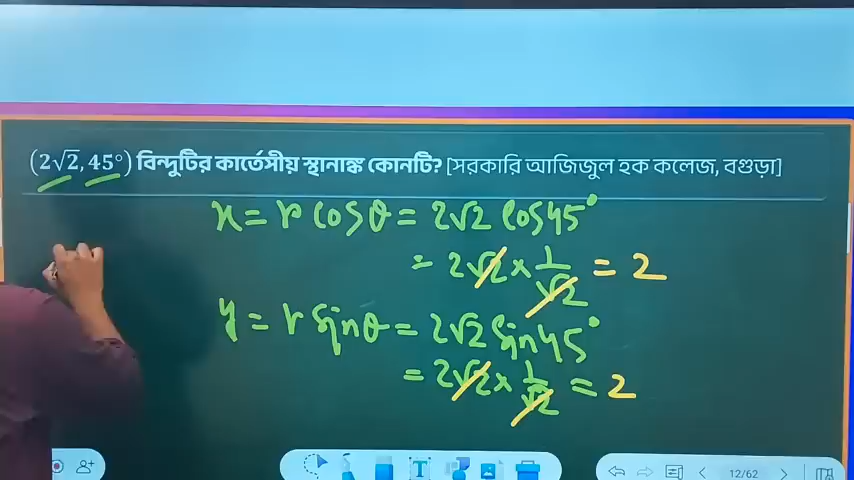 (2√2, 45°) বিন্দুটির কার্তেসীয় স্থানাঙ্ক কোনটি? [সরকারি আজিজুল হক কলেজ, বগুড়া]
x = r cosθ = 2√2 cos45°
= 2√2 × 1/√2 = 2
y = r sinθ = 2√2 sin45°
= 2√2 × 1/√2 = 2
T
12/62